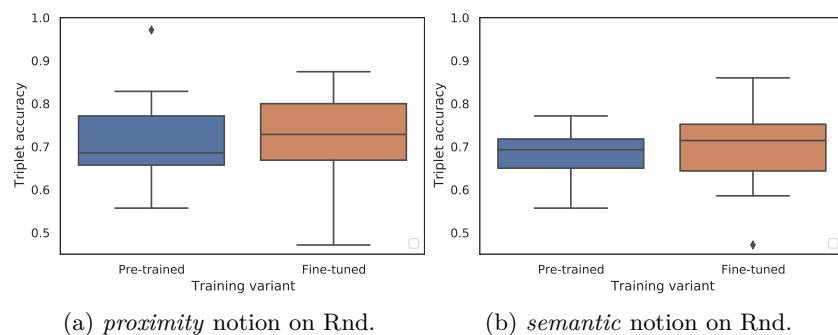 1.0
0.9
0.8
0.7
0.6
0.5
Triplet accuracy
Pre-trained
Fine-tuned
Training variant
(a) proximity notion on Rnd.
1.0
0.9
0.8
0.7
0.6
0.5
Triplet accuracy
Pre-trained
Fine-tuned
Training variant
(b) semantic notion on Rnd.